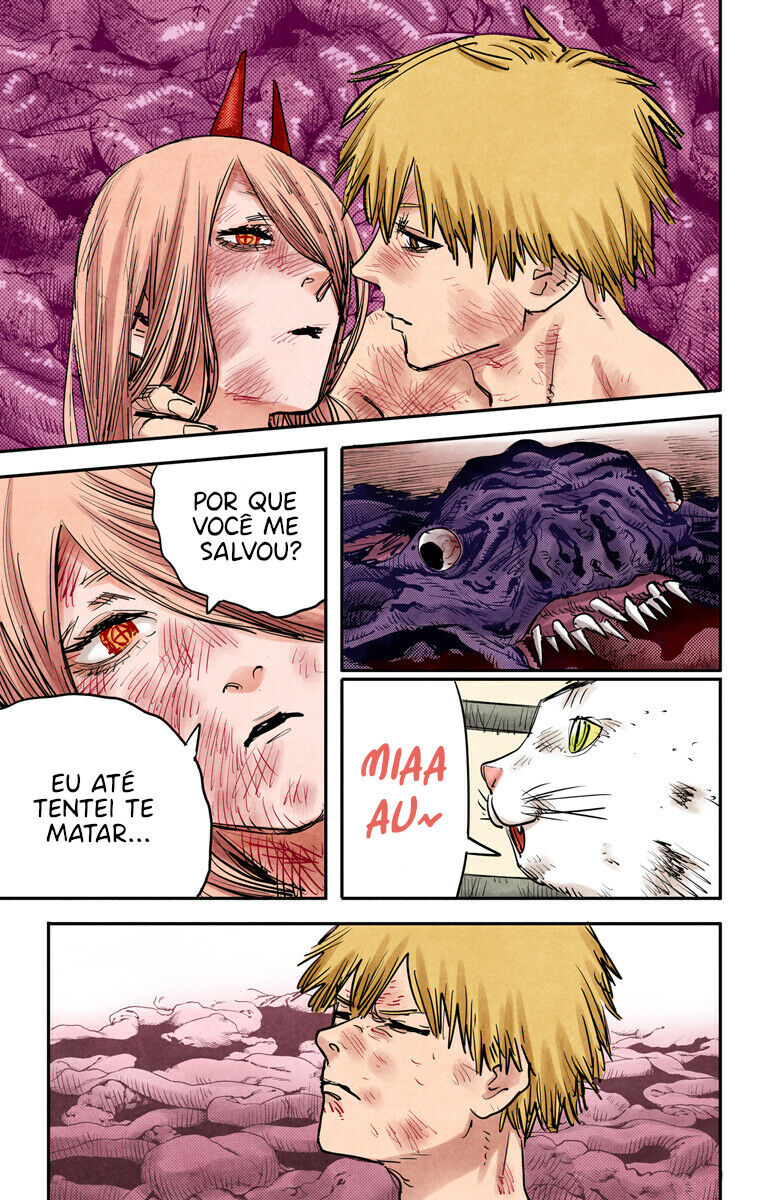 MIAA
AU~
POR QUE
VOCÊ ME
SALVOU?
EU ATÉ
TENTEI TE
MATAR...